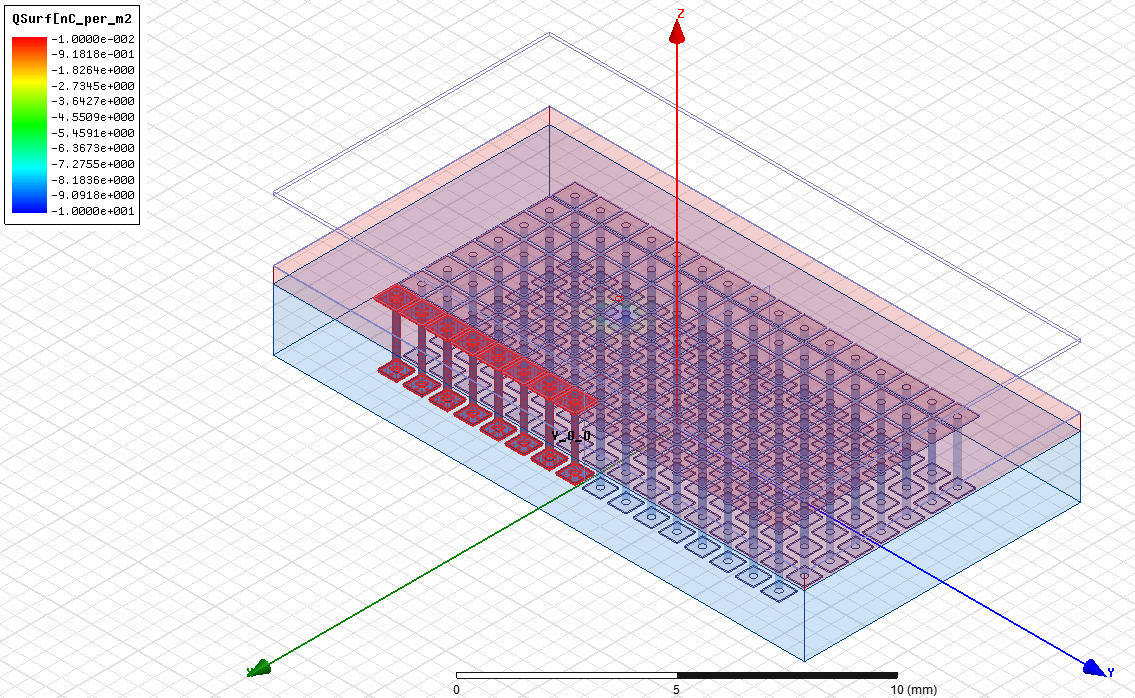 QSurf[nC_per_m2
-1.0000e-002
-9.1818e-001
-1.8264e+000
-2.7345e+000
-3.6427e+000
-4.5509e+000
-5.4591e+000
-6.3673e+000
-7.2755e+000
-8.1836e+000
-9.0918e+000
-1.0000e+001
Z
Y_0_0
Y
0
5
10 (mm)